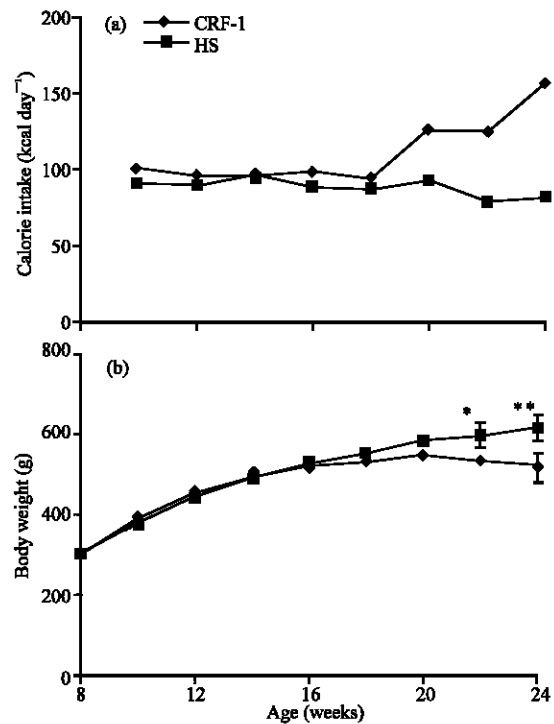 (a)
CRF-1
HS
Calorie intake (kcal day⁻¹)
200
150
100
50
0
(b)
Body weight (g)
800
600
400
200
0
*
**
8
12
16
20
24
Age (weeks)